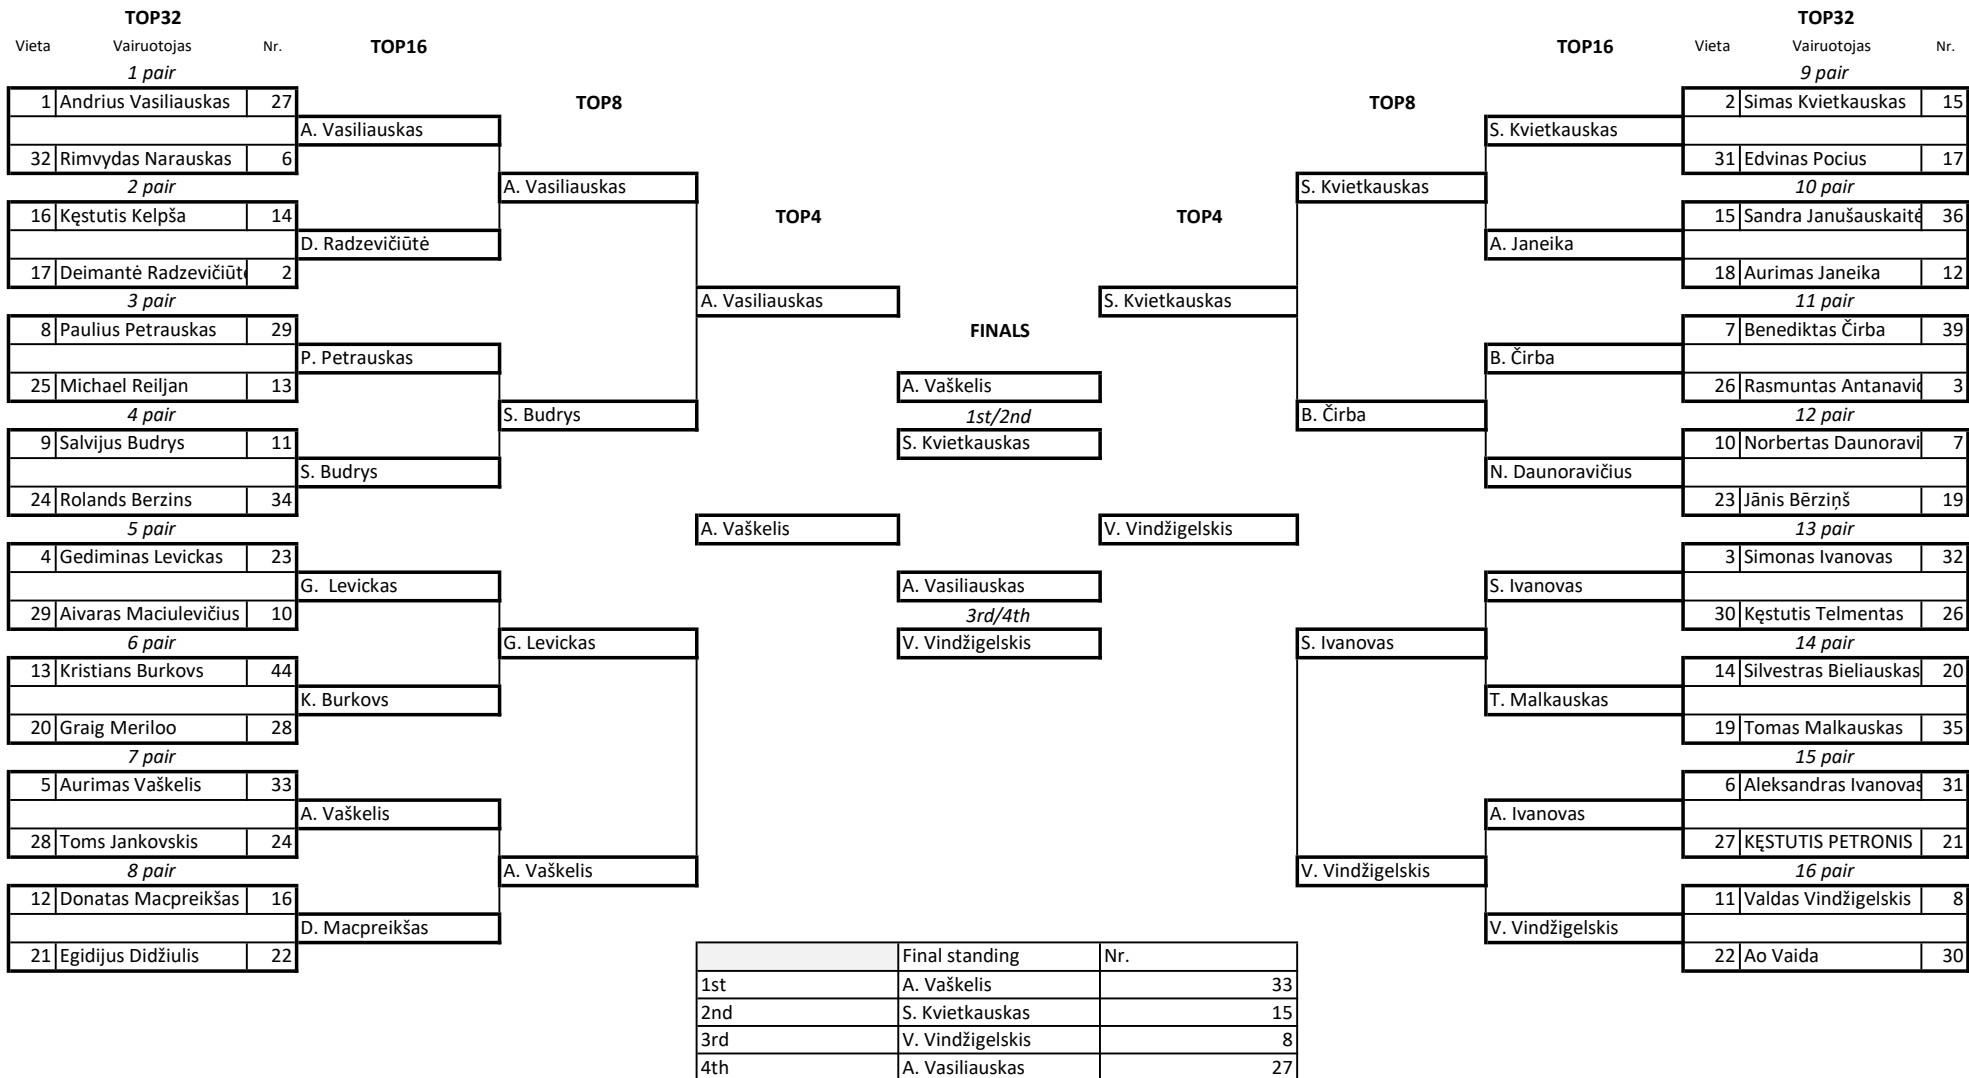 TOP32
Vieta Vairuotojas Nr.
TOP16
TOP8
TOP4
1 pair
1 Andrius Vasiliauskas 27
32 Rimvydas Narauskas 6
2 pair
16 Kęstutis Kelpša 14
17 Deimantė Radzevičiūt 2
3 pair
8 Paulius Petrauskas 29
25 Michael Reiljan 13
4 pair
9 Salvijus Budrys 11
24 Rolands Berzins 34
5 pair
4 Gediminas Levickas 23
29 Aivaras Maciulevičius 10
6 pair
13 Kristians Burkovs 44
20 Graig Meriloo 28
7 pair
5 Aurimas Vaškelis 33
28 Toms Jankovskis 24
8 pair
12 Donatas Macpreikšas 16
21 Egidijus Didžiulis 22
A. Vasiliauskas
D. Radzevičiūtė
P. Petrauskas
S. Budrys
G.  Levickas
K. Burkovs
A. Vaškelis
D. Macpreikšas
A. Vasiliauskas
S. Budrys
G. Levickas
A. Vaškelis
A. Vasiliauskas
A. Vaškelis
FINALS
A. Vaškelis
1st/2nd
S. Kvietkauskas
A. Vasiliauskas
3rd/4th
V. Vindžigelskis
TOP4
S. Kvietkauskas
V. Vindžigelskis
TOP8
S. Kvietkauskas
B. Čirba
S. Ivanovas
V. Vindžigelskis
TOP16
S. Kvietkauskas
A. Janeika
B. Čirba
N. Daunoravičius
S. Ivanovas
T. Malkauskas
A. Ivanovas
V. Vindžigelskis
TOP32
Vieta Vairuotojas Nr.
9 pair
2 Simas Kvietkauskas 15
31 Edvinas Pocius 17
10 pair
15 Sandra Janušauskaitė 36
18 Aurimas Janeika 12
11 pair
7 Benediktas Čirba 39
26 Rasmuntas Antanavi 3
12 pair
10 Norbertas Daunoravi 7
23 Jānis Bērziņš 19
13 pair
3 Simonas Ivanovas 32
30 Kęstutis Telmentas 26
14 pair
14 Silvestras Bieliauskas 20
19 Tomas Malkauskas 35
15 pair
6 Aleksandras Ivanovas 31
27 KĘSTUTIS PETRONIS 21
16 pair
11 Valdas Vindžigelskis 8
22 Ao Vaida 30
Final standing Nr.
1st A. Vaškelis 33
2nd S. Kvietkauskas 15
3rd V. Vindžigelskis 8
4th A. Vasiliauskas 27